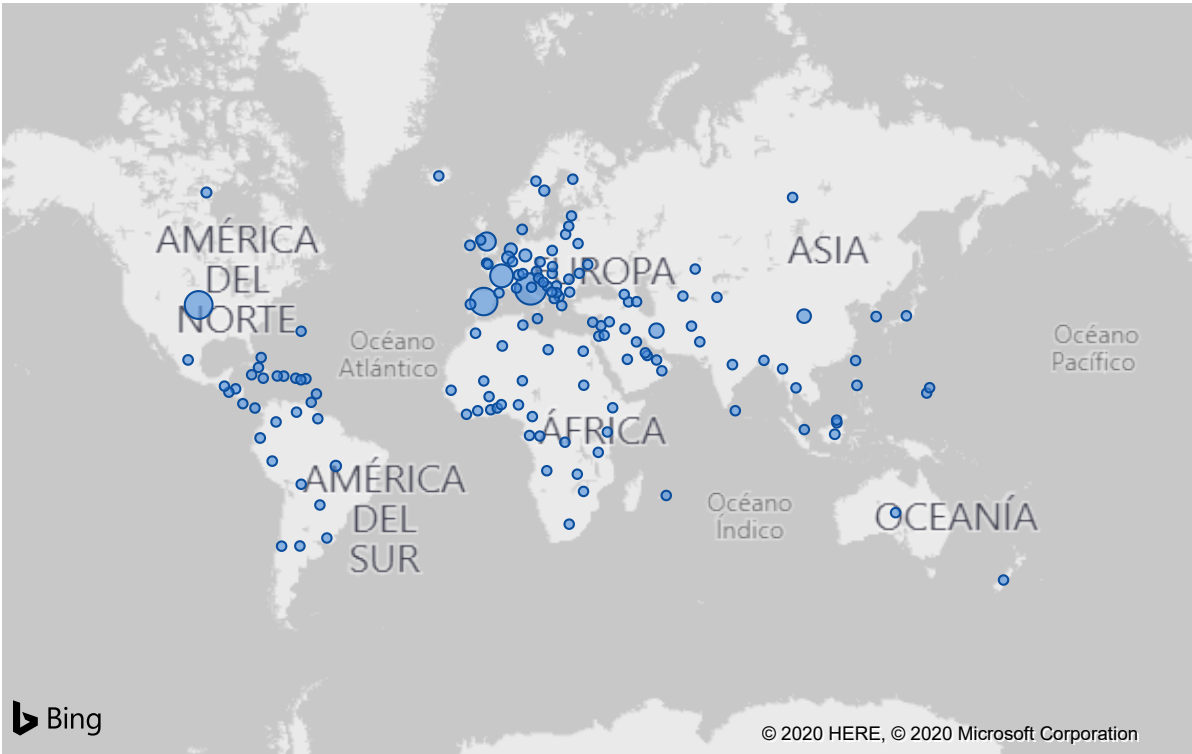 AMÉRICA
DEL
NORTE
EUROPA
ASIA
Océano
Atlántico
Océano
Pacífico
ÁFRICA
AMÉRICA
DEL
SUR
Océano
Índico
OCEANÍA
Bing
© 2020 HERE, © 2020 Microsoft Corporation